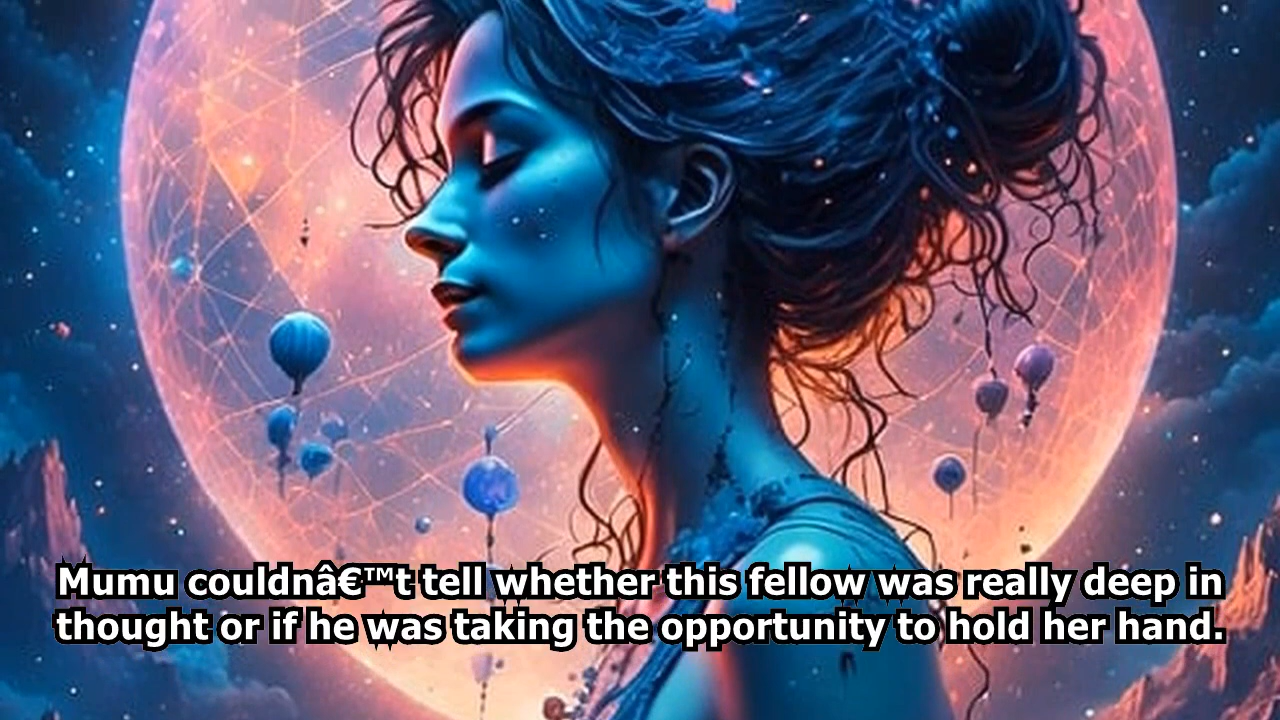 Mumu couldnâ€™t tell whether this fellow was really deep in
thought or if he was taking the opportunity to hold her hand.